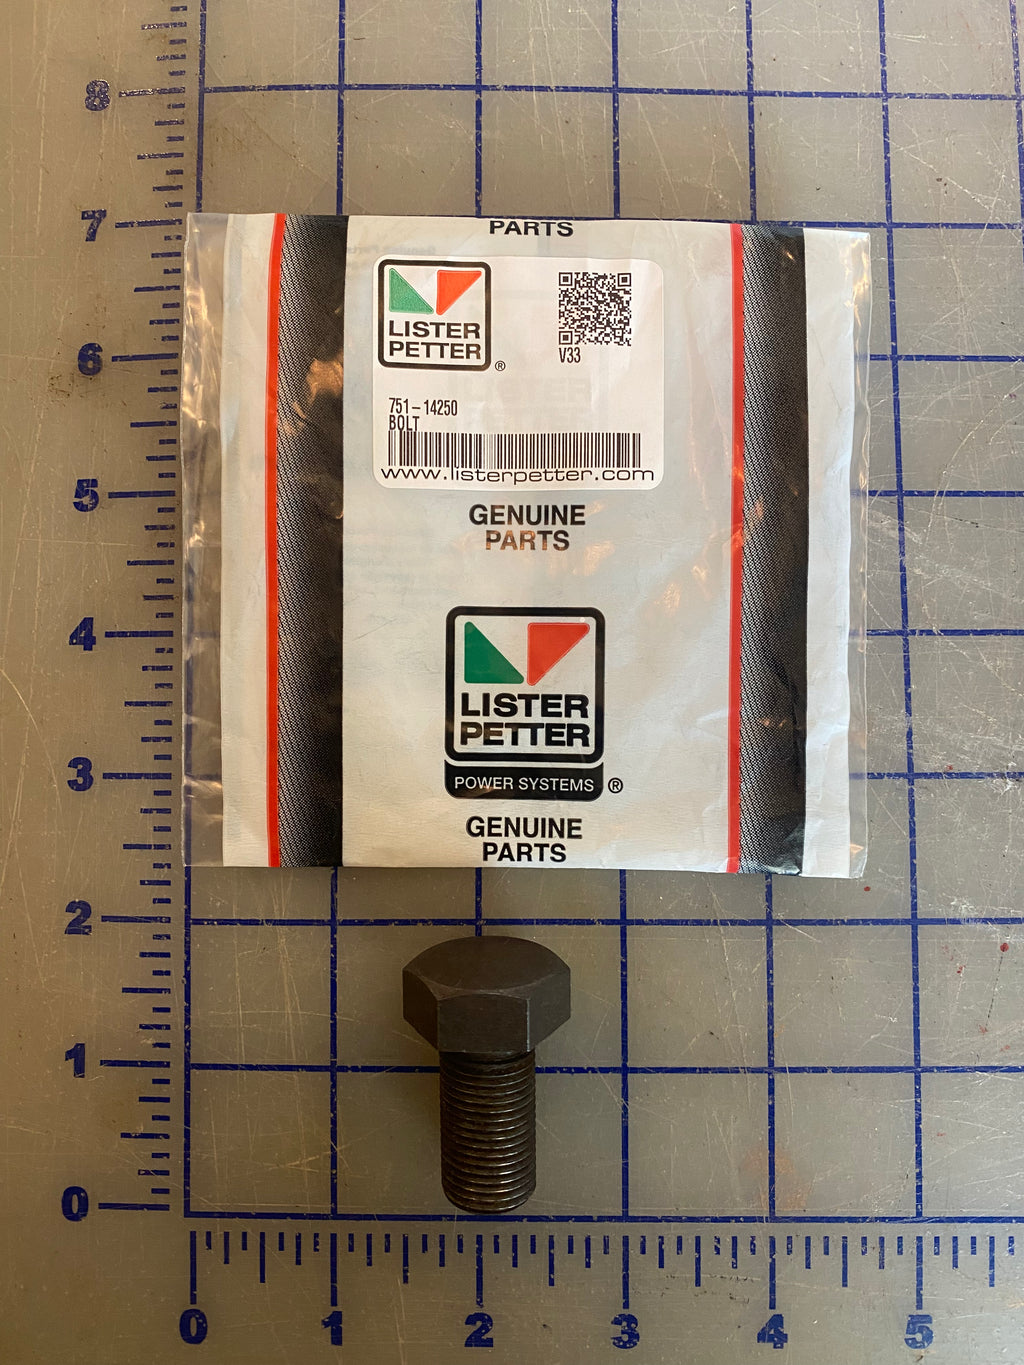 8
7
6
5
4
3
2
1
0
PARTS
LISTER
PETTER
®
V33
751-14250
BOLT
www.listerpetter.com
GENUINE
PARTS
LISTER
PETTER
POWER SYSTEMS ®
GENUINE
PARTS
0 1 2 3 4 5